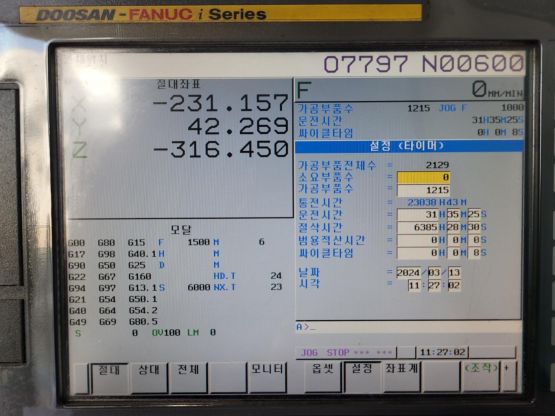 DOOSAN-FANUC i Series
O7797 N00600
절대좌표
X -231.157
Y 42.269
Z -316.450
모달
G00 G80 G15 F 1500 M 6
G17 G98 G40.1 H M
G90 G50 G25 D M
G22 G67 G160 HD.T 24
G94 G97 G13.1 S 6000 NX.T 23
G21 G54 G50.1
G40 G64 G54.2
G49 G69 G80.5
S 0 OV100 LM 0
F 0 MM/MIN
가공부품수 1215 JOG F 1000
운전시간 31H35M25S
싸이클타임 0H 0M 8S
설정 (타이머)
가공부품전체수 = 2129
소요부품수 = 0
가공부품수 = 1215
통전시간 = 23038H43M
운전시간 = 31H35M25S
절삭시간 = 6385H28M30S
범용적산시간 = 0H 0M 0S
싸이클타임 = 0H 0M 8S
날짜 = 2024/03/13
시각 = 11:27:02
A>_
JOG STOP *** *** 11:27:02
절대 상대 전체 모니터 옵셋 설정 좌표계 (조작) +